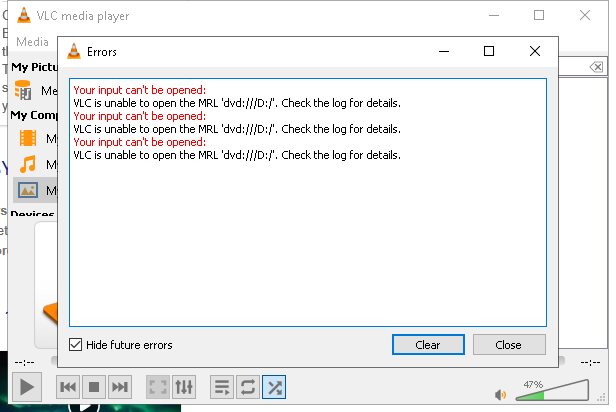 VLC media player
Media
Errors
My Pictu
Me
My Comp
My
My
My
Devices
Your input can't be opened:
VLC is unable to open the MRL 'dvd:///D:/'. Check the log for details.
Your input can't be opened:
VLC is unable to open the MRL 'dvd:///D:/'. Check the log for details.
Your input can't be opened:
VLC is unable to open the MRL 'dvd:///D:/'. Check the log for details.
Hide future errors
Clear
Close
--:--
--:--
47%